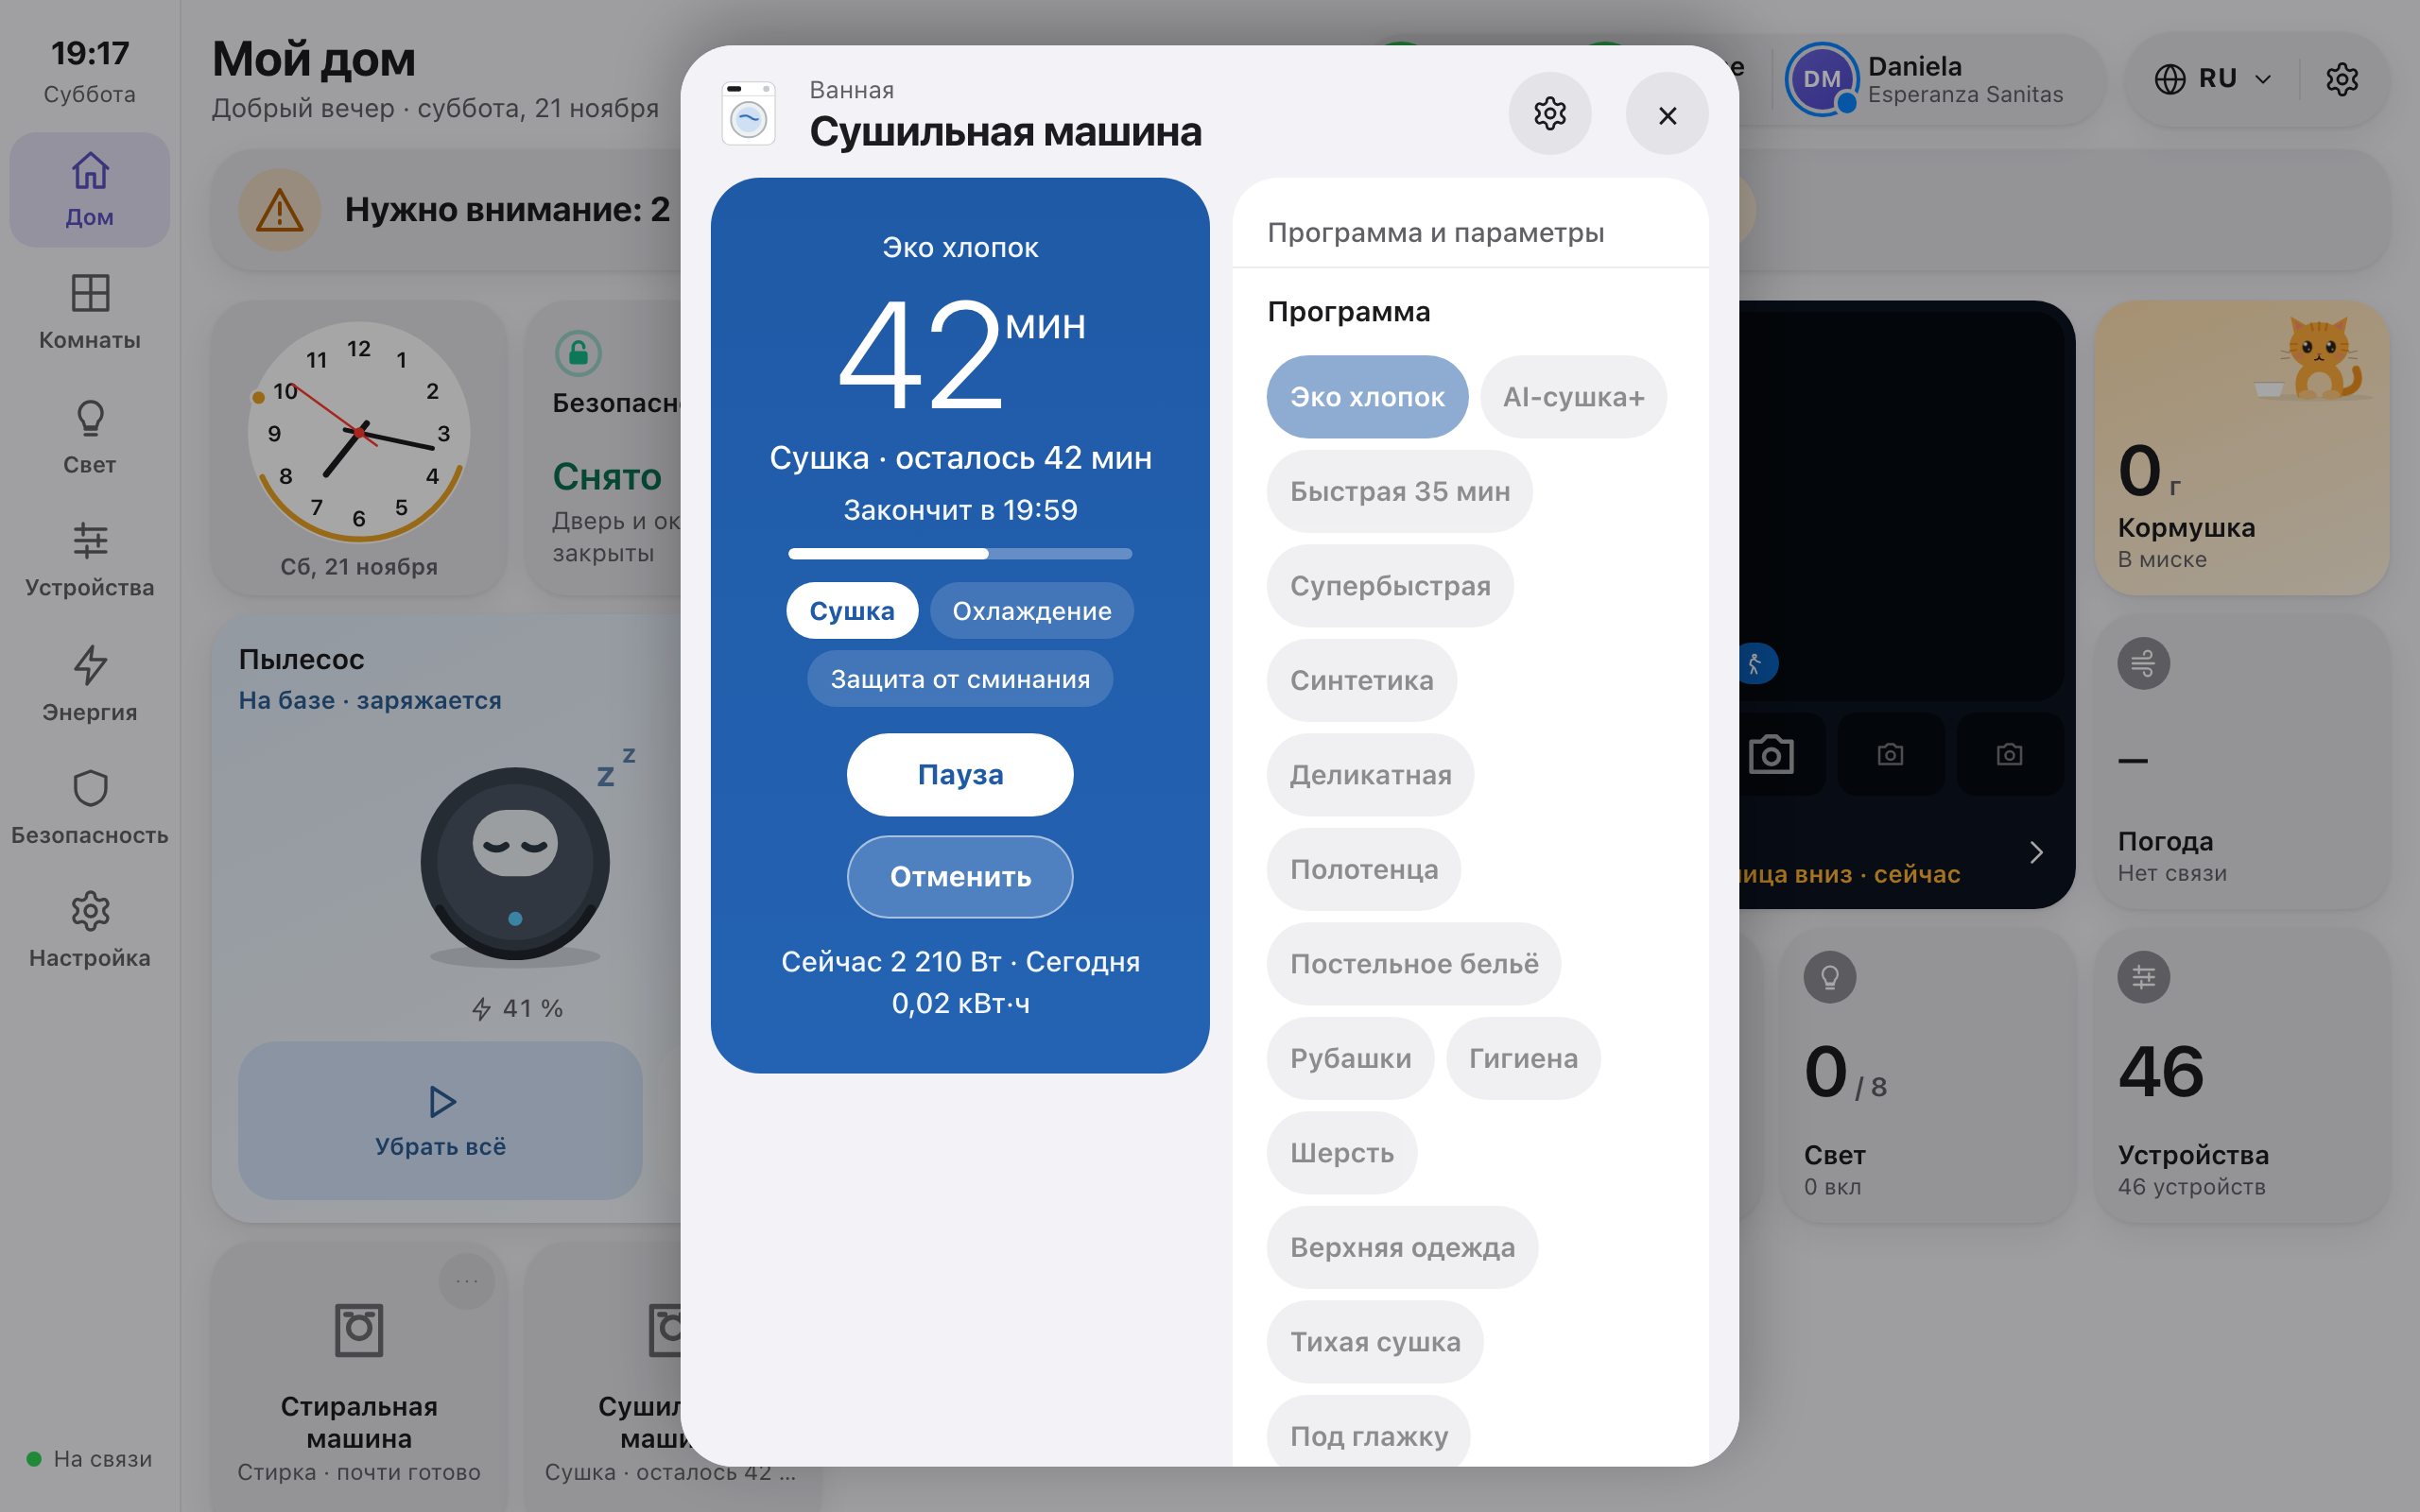 19:17
Суббота
Дом
Комнаты
Свет
Устройства
Энергия
Безопасность
Настройка
На связи
Мой дом
Добрый вечер · суббота, 21 ноября
Daniela
Esperanza Sanitas
DM
RU
Нужно внимание: 2
12
1
2
3
4
5
6
7
8
9
10
11
Сб, 21 ноября
Снято
закрыты
Пылесос
На базе · заряжается
z z
41 %
Убрать всё
Стиральная
машина
Стирка · почти готово
Сушка · осталось 42 ...
Ванная
Сушильная машина
Эко хлопок
42 мин
Сушка · осталось 42 мин
Закончит в 19:59
Сушка
Охлаждение
Защита от сминания
Пауза
Отменить
Сейчас 2 210 Вт · Сегодня
0,02 кВт·ч
Программа и параметры
Программа
Эко хлопок
AI-сушка+
Быстрая 35 мин
Супербыстрая
Синтетика
Деликатная
Полотенца
Постельное бельё
Рубашки
Гигиена
Шерсть
Верхняя одежда
Тихая сушка
Под глажку
вниз · сейчас
0 г
Кормушка
В миске
–
Погода
Нет связи
0 / 8
Свет
0 вкл
46
Устройства
46 устройств